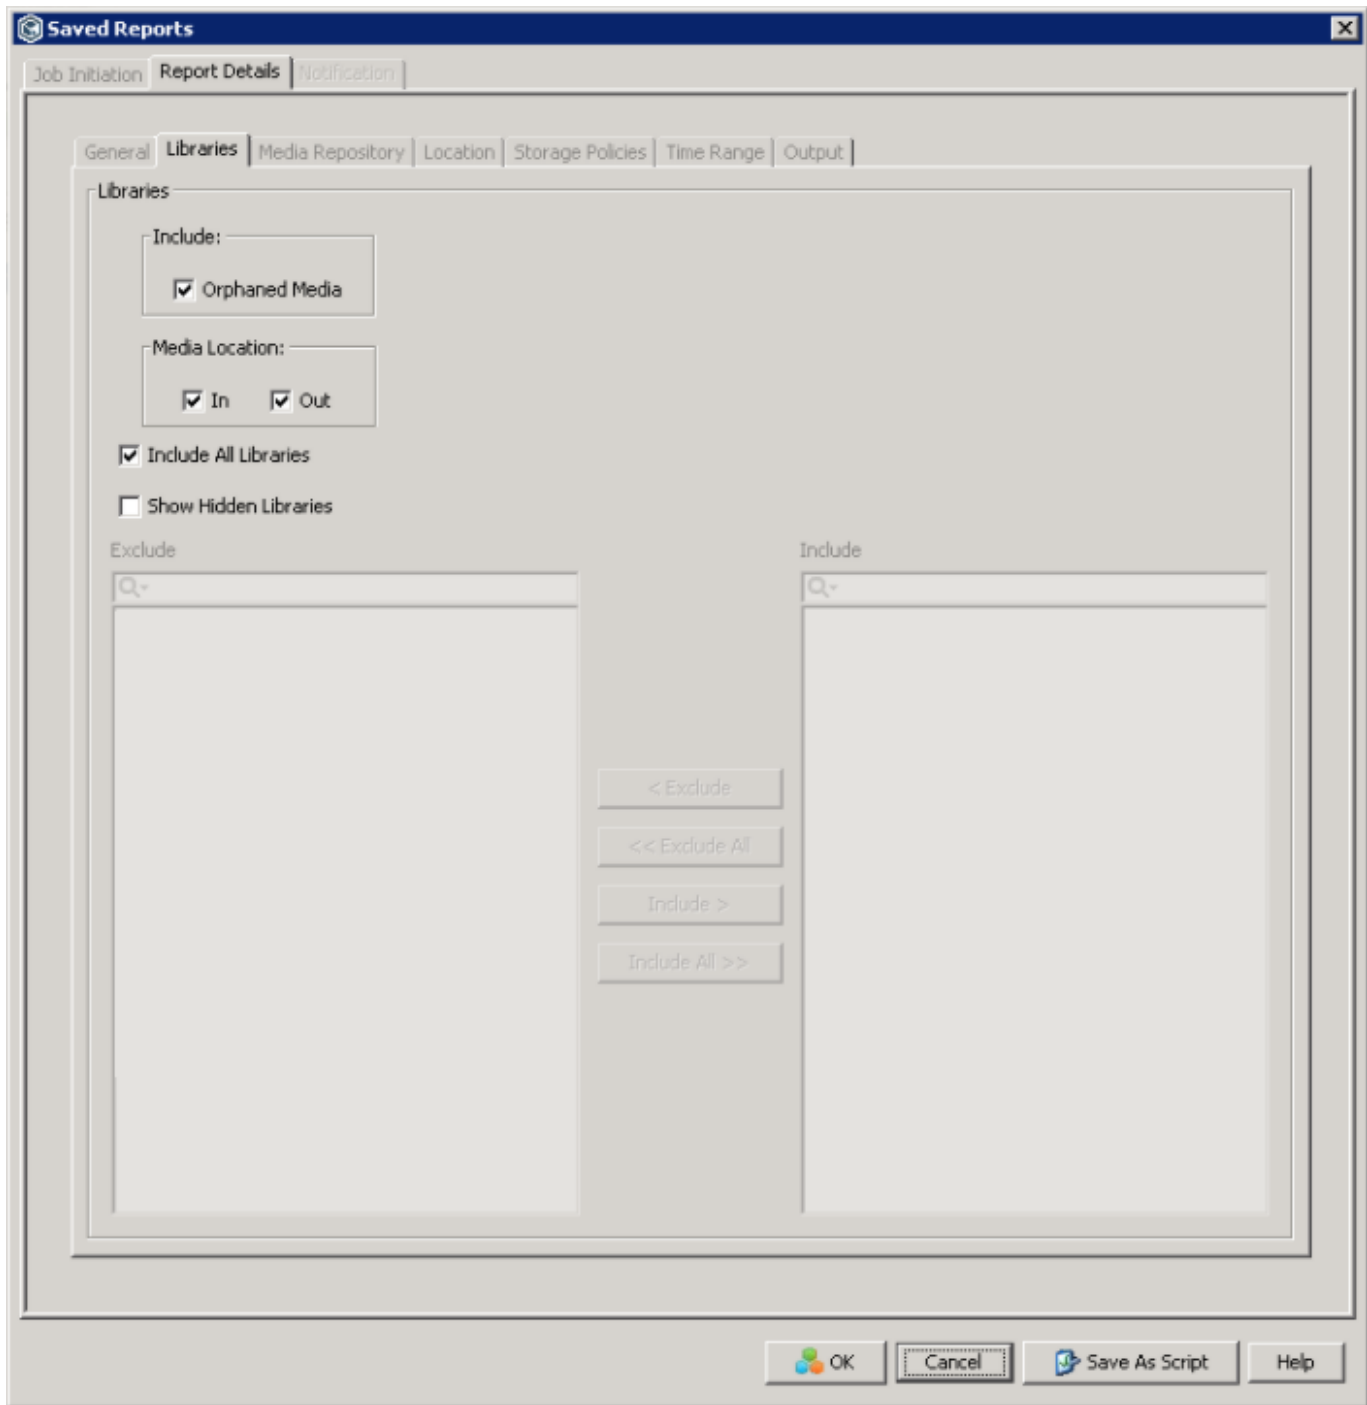 Saved Reports
Job Initiation Report Details Notification
General Libraries Media Repository Location Storage Policies Time Range Output
Libraries
Include:
Orphaned Media
Media Location:
In Out
Include All Libraries
Show Hidden Libraries
Exclude Include
< Exclude
<< Exclude All
Include >
Include All >>
OK Cancel Save As Script Help